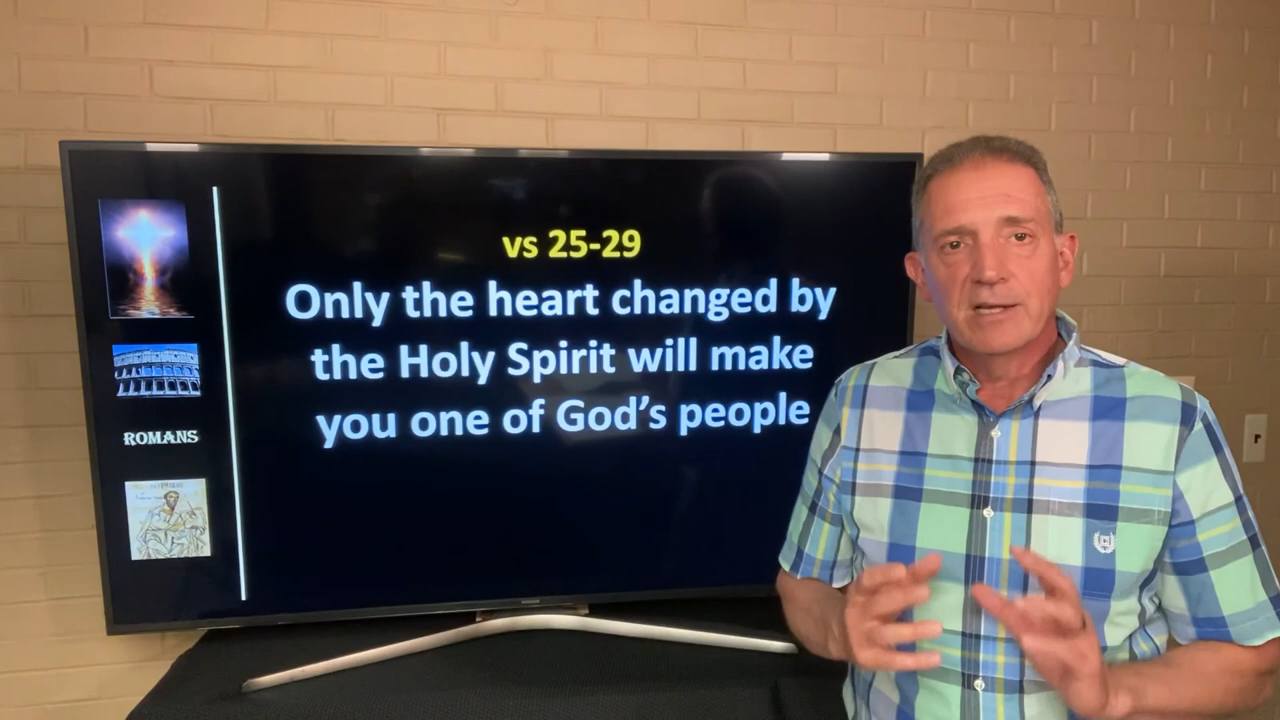 vs 25-29
Only the heart changed by
the Holy Spirit will make
you one of God's people
ROMANS